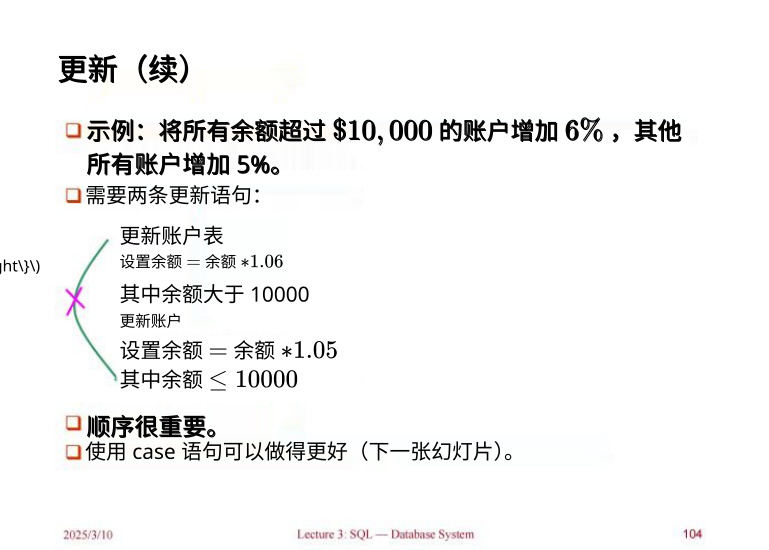 更新（续）
❑ 示例：将所有余额超过 $10,000 的账户增加 6% ，其他
所有账户增加 5%。
❑ 需要两条更新语句：
更新账户表
设置余额 = 余额 *1.06
ght\}\)
其中余额大于 10000
更新账户
设置余额 = 余额 *1.05
其中余额 ≤ 10000
❑ 顺序很重要。
❑ 使用 case 语句可以做得更好（下一张幻灯片）。
2025/3/10 Lecture 3: SQL — Database System 104